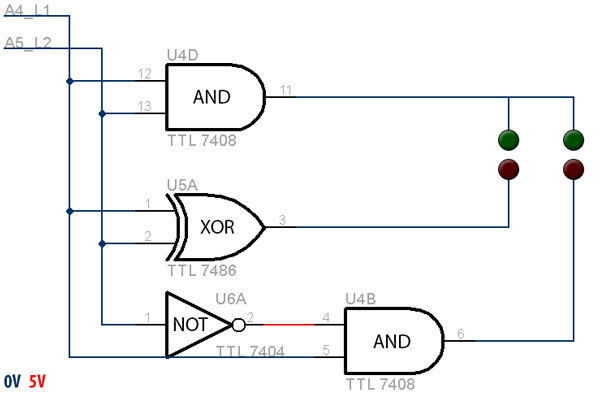 A4_L1
A5_L2
U4D
12
AND
11
13
TTL 7408
U5A
1
XOR
3
2
TTL 7486
U6A
U4B
1
NOT
2
4
AND
6
TTL 7404
5
0V 5V
TTL 7408